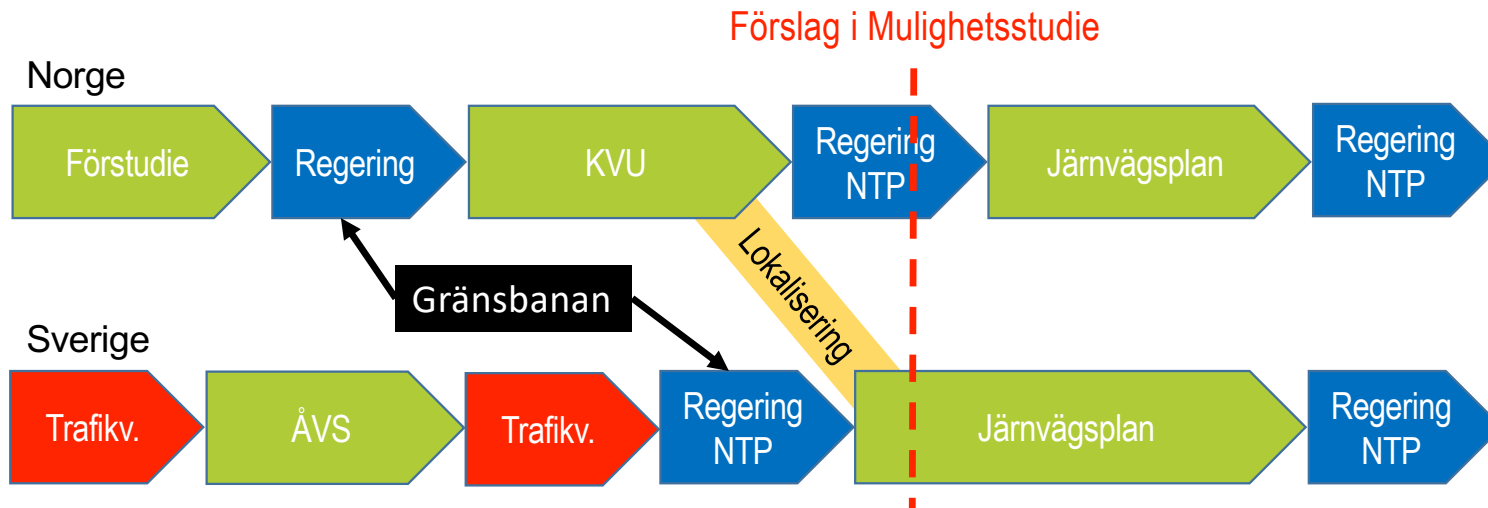 Förslag i Mulighetsstudie
Norge
Förstudie
Regering
KVU
Regering
NTP
Järnvägsplan
Regering
NTP
Lokalisering
Gränsbanan
Sverige
Trafikv.
ÅVS
Trafikv.
Regering
NTP
Järnvägsplan
Regering
NTP